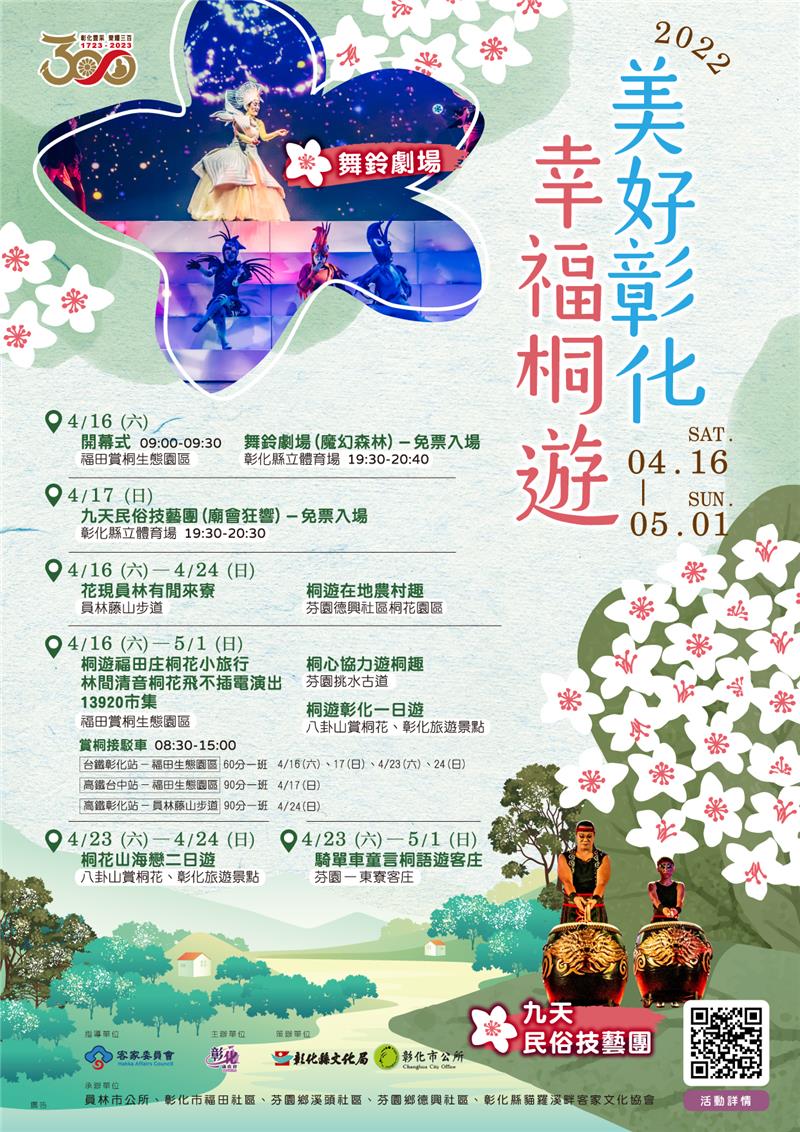 彰化豐采 榮耀三百
1723-2023
300
2022
美好彰化
幸福桐遊
SAT.
04.16
|
SUN.
05.01
舞鈴劇場
4/16 (六)
開幕式 09:00-09:30
福田賞桐生態園區
舞鈴劇場(魔幻森林)－免票入場
彰化縣立體育場 19:30-20:40
4/17 (日)
九天民俗技藝團(廟會狂響)－免票入場
彰化縣立體育場 19:30-20:30
4/16 (六)—4/24 (日)
花現員林有閒來寮
員林藤山步道
桐遊在地農村趣
芬園德興社區桐花園區
4/16 (六)—5/1 (日)
桐遊福田庄桐花小旅行
林間清音桐花飛不插電演出
13920市集
福田賞桐生態園區
桐心協力遊桐趣
芬園挑水古道
桐遊彰化一日遊
八卦山賞桐花、彰化旅遊景點
賞桐接駁車 08:30-15:00
台鐵彰化站－福田生態園區 60分一班 4/16(六)、17(日)、4/23(六)、24(日)
高鐵台中站－福田生態園區 90分一班 4/17(日)
高鐵彰化站－員林藤山步道 90分一班 4/24(日)
4/23 (六)—4/24 (日)
桐花山海戀二日遊
八卦山賞桐花、彰化旅遊景點
4/23 (六)—5/1 (日)
騎單車童言桐語遊客庄
芬園－東寮客庄
九天
民俗技藝團
指導單位
客家委員會
Hakka Affairs Council
主辦單位
彰化
縣政府
策辦單位
彰化縣文化局
彰化市公所
Changhua City Office
承辦單位
員林市公所、彰化市福田社區、芬園鄉溪頭社區、芬園鄉德興社區、彰化縣貓羅溪畔客家文化協會
廣告
活動詳情